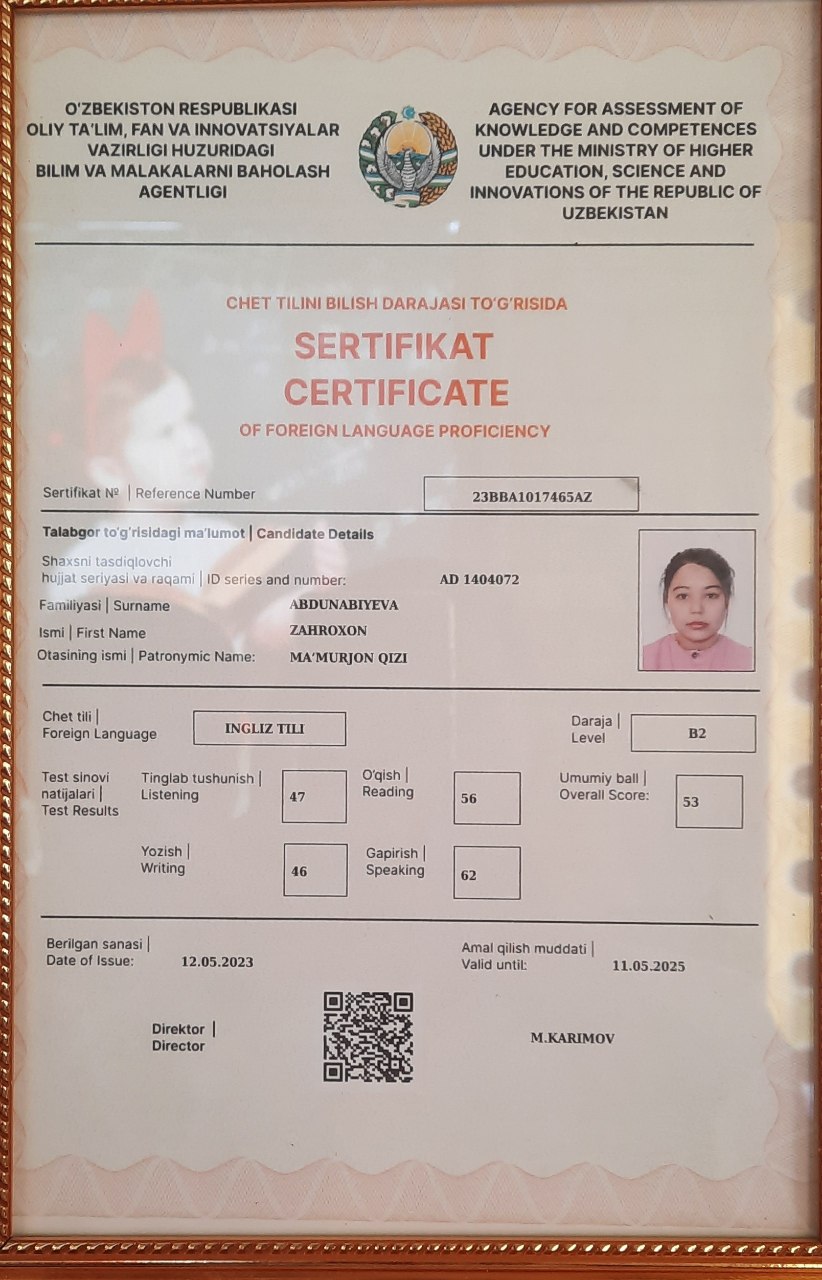 O‘ZBEKISTON RESPUBLIKASI
OLIY TA’LIM, FAN VA INNOVATSIYALAR
VAZIRLIGI HUZURIDAGI
BILIM VA MALAKALARNI BAHOLASH
AGENTLIGI
AGENCY FOR ASSESSMENT OF
KNOWLEDGE AND COMPETENCES
UNDER THE MINISTRY OF HIGHER
EDUCATION, SCIENCE AND
INNOVATIONS OF THE REPUBLIC OF
UZBEKISTAN
CHET TILINI BILISH DARAJASI TO‘G‘RISIDA
SERTIFIKAT
CERTIFICATE
OF FOREIGN LANGUAGE PROFICIENCY
Sertifikat № | Reference Number 23BBA1017465AZ
Talabgor to‘g‘risidagi ma’lumot | Candidate Details
Shaxsni tasdiqlovchi
hujjat seriyasi va raqami | ID series and number: AD 1404072
Familiyasi | Surname ABDUNABIYEVA
Ismi | First Name ZAHROXON
Otasining ismi | Patronymic Name: MA’MURJON QIZI
Chet tili |
Foreign Language
INGLIZ TILI
Daraja |
Level
B2
Test sinovi
natijalari |
Test Results
Tinglab tushunish |
Listening
47
O‘qish |
Reading
56
Umumiy ball |
Overall Score:
53
Yozish |
Writing
46
Gapirish |
Speaking
62
Berilgan sanasi |
Date of Issue: 12.05.2023
Amal qilish muddati |
Valid until: 11.05.2025
Direktor |
Director
M.KARIMOV